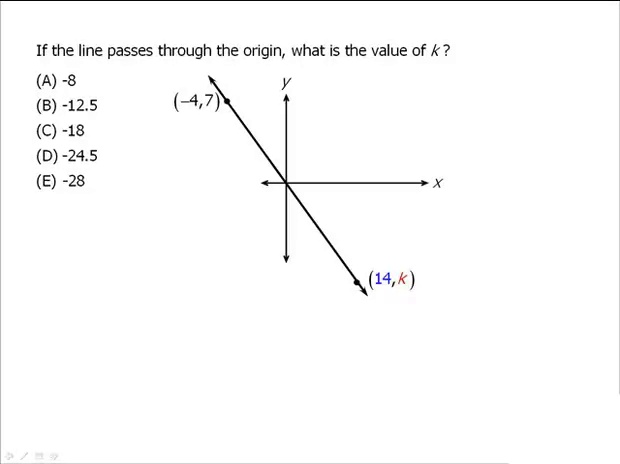 If the line passes through the origin, what is the value of k?
(A) -8
(B) -12.5
(C) -18
(D) -24.5
(E) -28
y
(−4,7)
x
(14,k)